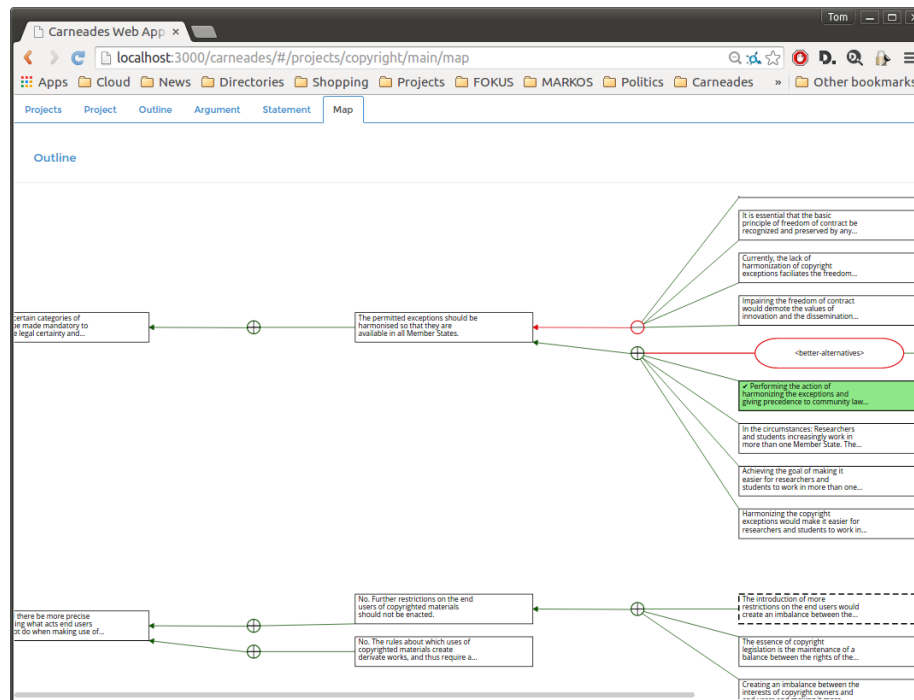 Tom
Carneades Web App ×
localhost:3000/carneades/#/projects/copyright/main/map
Apps Cloud News Directories Shopping Projects FOKUS MARKOS Politics Carneades » Other bookmarks
Projects Project Outline Argument Statement Map
Outline
It is essential that the basic
principle of freedom of contract be
recognized and preserved by any...
Currently, the lack of
harmonization of copyright
exceptions faciliates the freedom...
Impairing the freedom of contract
would demote the values of
innovation and the dissemination...
certain categories of
be made mandatory to
e legal certainty and...
The permitted exceptions should be
harmonised so that they are
available in all Member States.
<better-alternatives>
✔ Performing the action of
harmonizing the exceptions and
giving precedence to community law...
In the circumstances: Researchers
and students increasingly work in
more than one Member State. The...
Achieving the goal of making it
easier for researchers and
students to work in more than one...
Harmonizing the copyright
exceptions would make it easier for
researchers and students to work in...
there be more precise
ing what acts end users
ot do when making use of...
No. Further restrictions on the end
users of copyrighted materials
should not be enacted.
No. The rules about which uses of
copyrighted materials create
derivate works, and thus require a...
The introduction of more
restrictions on the end users would
create an imbalance between the...
The essence of copyright
legislation is the maintenance of a
balance between the rights of the...
Creating an imbalance between the
interests of copyright owners and